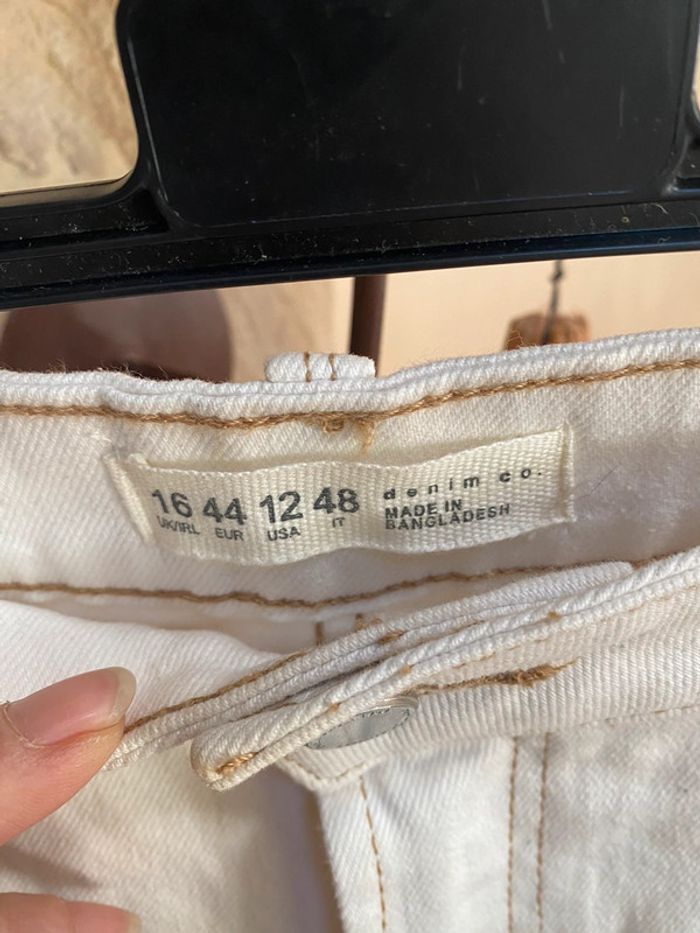 16 44 12 48 denim co.
UK/IRL EUR USA IT MADE IN
BANGLADESH